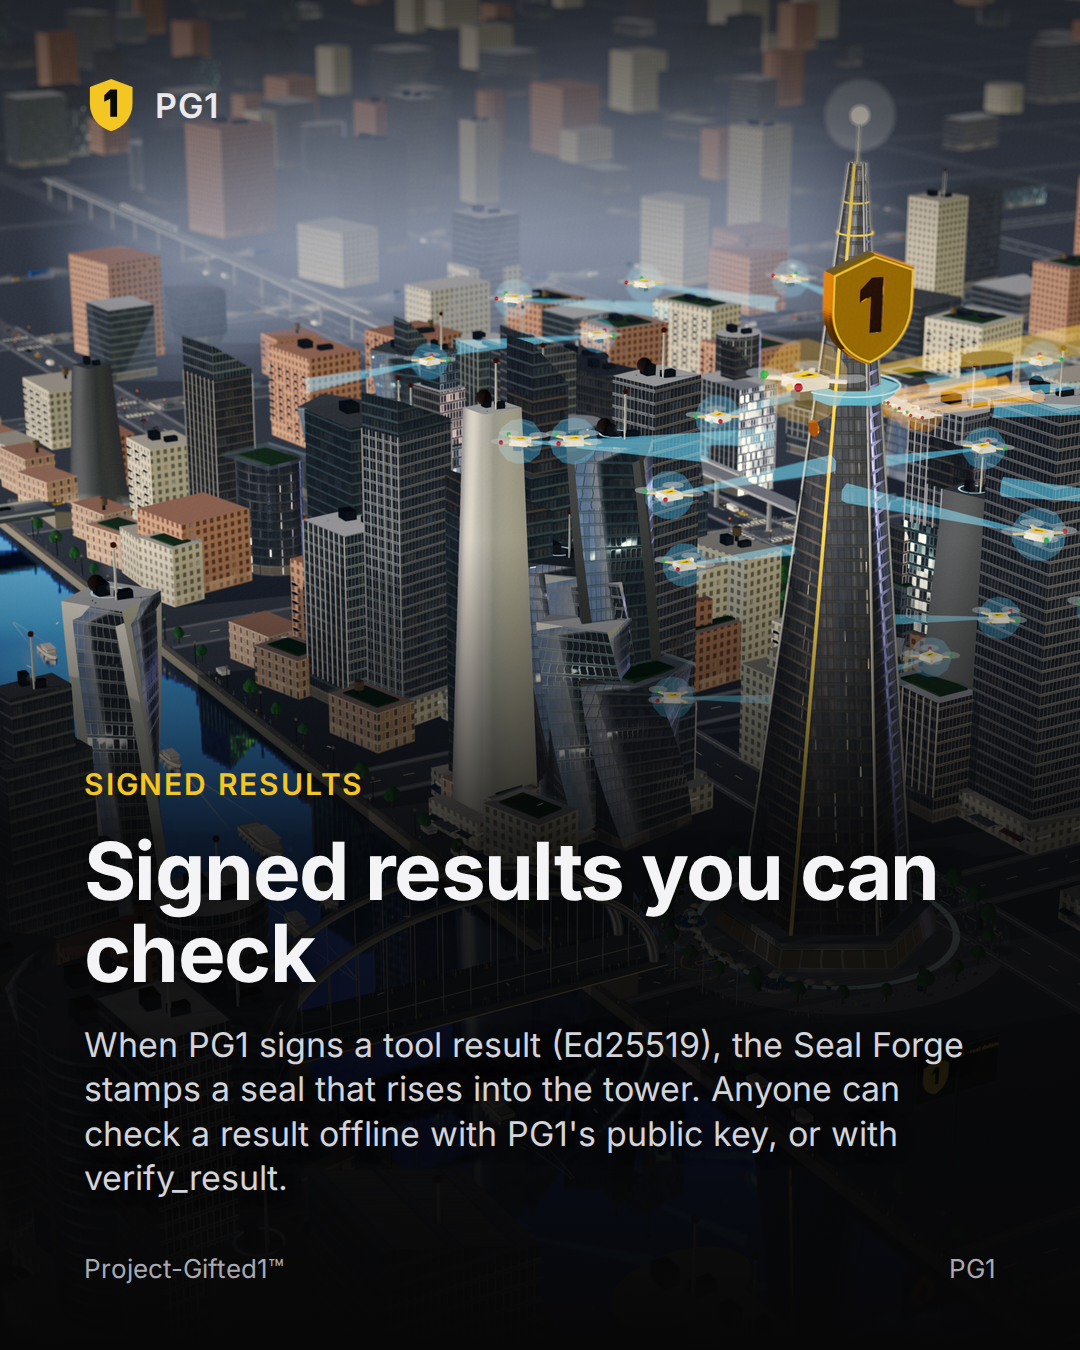 1 PG1
1
SIGNED RESULTS
Signed results you can
check
When PG1 signs a tool result (Ed25519), the Seal Forge
stamps a seal that rises into the tower. Anyone can
check a result offline with PG1's public key, or with
verify_result.
Project-Gifted1™ PG1